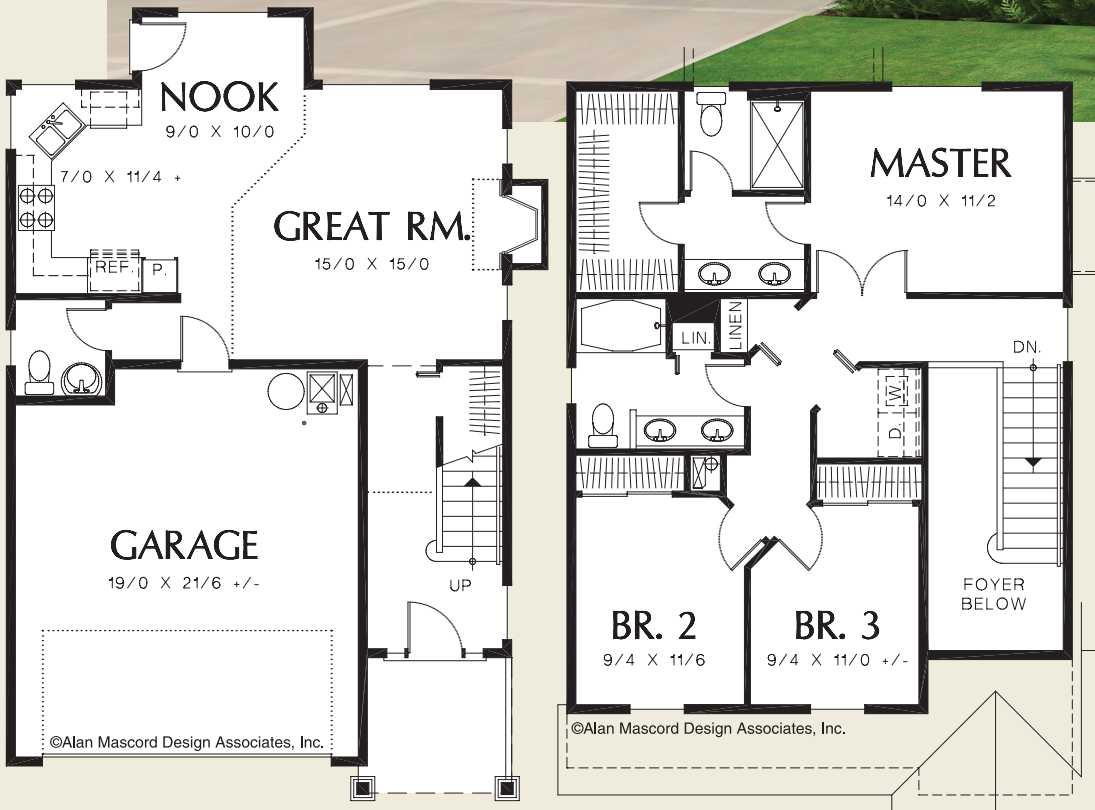 NOOK
9/0 X 10/0
7/0 X 11/4 +
GREAT RM.
15/0 X 15/0
REF.
P.
GARAGE
19/0 X 21/6 +/-
UP
©Alan Mascord Design Associates, Inc.
MASTER
14/0 X 11/2
LIN.
LINEN
DN.
W.
D.
FOYER
BELOW
BR. 2
9/4 X 11/6
BR. 3
9/4 X 11/0 +/-
©Alan Mascord Design Associates, Inc.